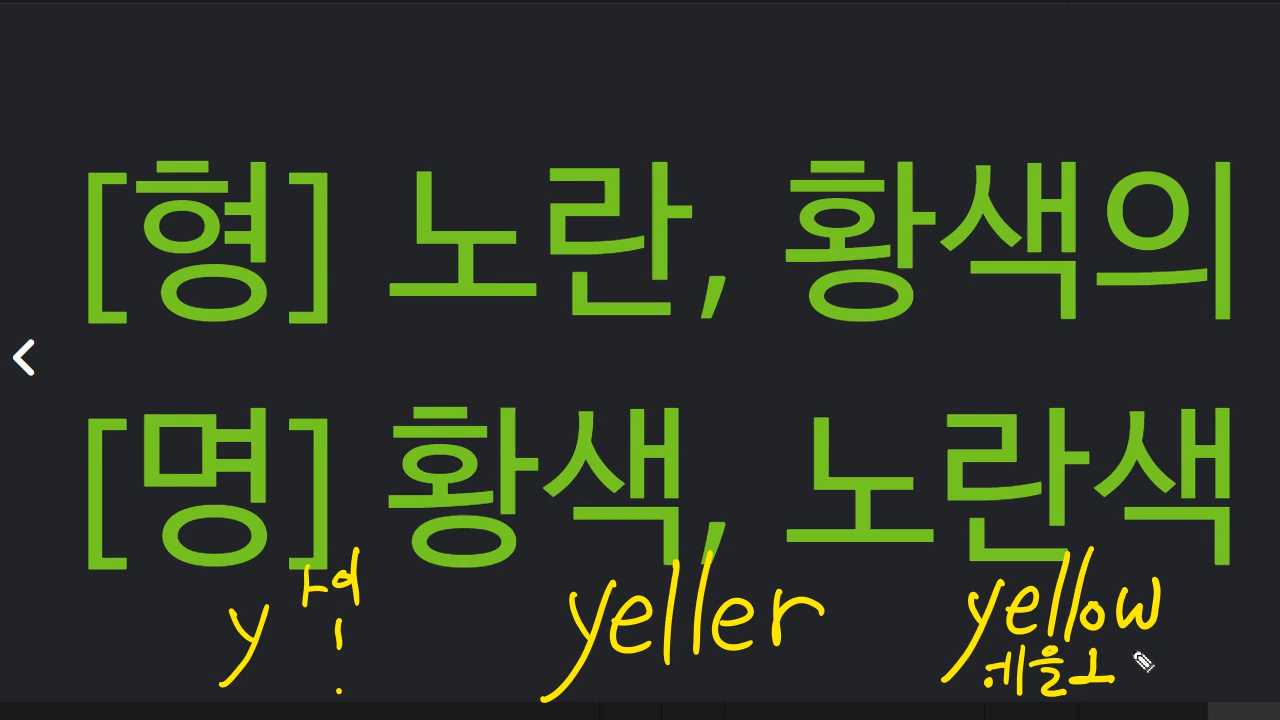 [형] 노란, 황색의
[명] 황색, 노란색
y yeller yellow